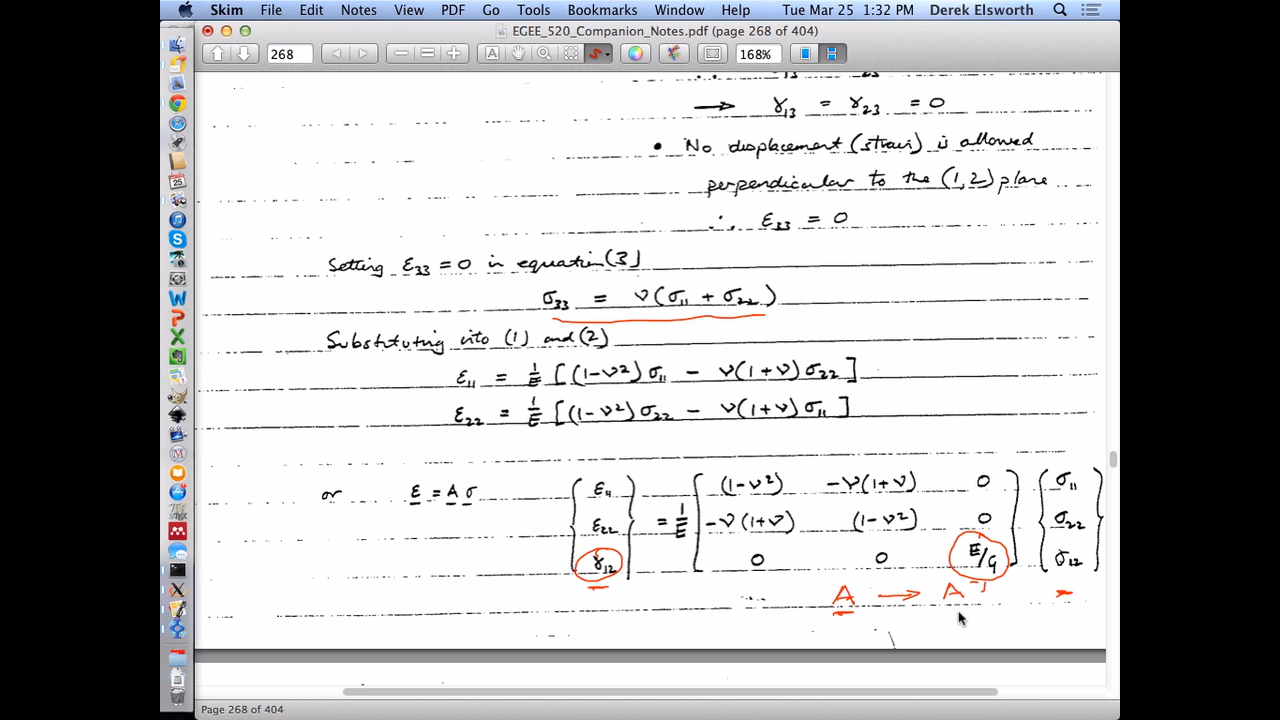 Skim File Edit Notes View PDF Go Tools Bookmarks Window Help Tue Mar 25 1:32 PM Derek Elsworth
EGEE_520_Companion_Notes.pdf (page 268 of 404)
268 A 168%
→ γ₁₃ = γ₂₃ = 0
• No displacement (strain) is allowed
perpendicular to the (1,2) plane
∴ ε₃₃ = 0
Setting ε₃₃ = 0 in equation (3)
σ₃₃ = ν(σ₁₁ + σ₂₂)
Substituting into (1) and (2)
ε₁₁ = 1/E [(1-ν²)σ₁₁ - ν(1+ν)σ₂₂]
ε₂₂ = 1/E [(1-ν²)σ₂₂ - ν(1+ν)σ₁₁]
or ε = A σ
{ε₁₁ ε₂₂ γ₁₂} = 1/E [(1-ν²) -ν(1+ν) 0
-ν(1+ν) (1-ν²) 0
0 0 E/G] {σ₁₁ σ₂₂ σ₁₂}
A → A⁻¹
Page 268 of 404